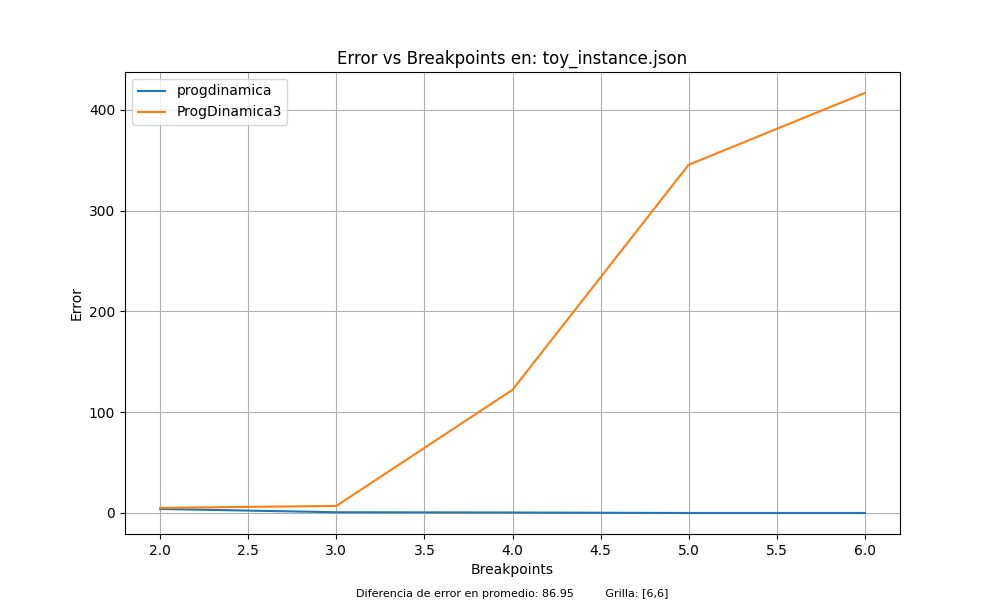 Error vs Breakpoints en: toy_instance.json
progdinamica
ProgDinamica3
400
300
200
100
0
Error
2.0 2.5 3.0 3.5 4.0 4.5 5.0 5.5 6.0
Breakpoints
Diferencia de error en promedio: 86.95 Grilla: [6,6]